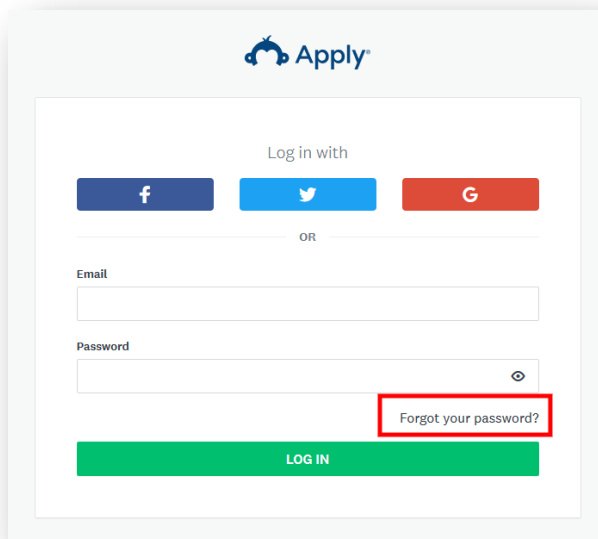 Apply
Log in with
f
G
OR
Email
Password
Forgot your password?
LOG IN